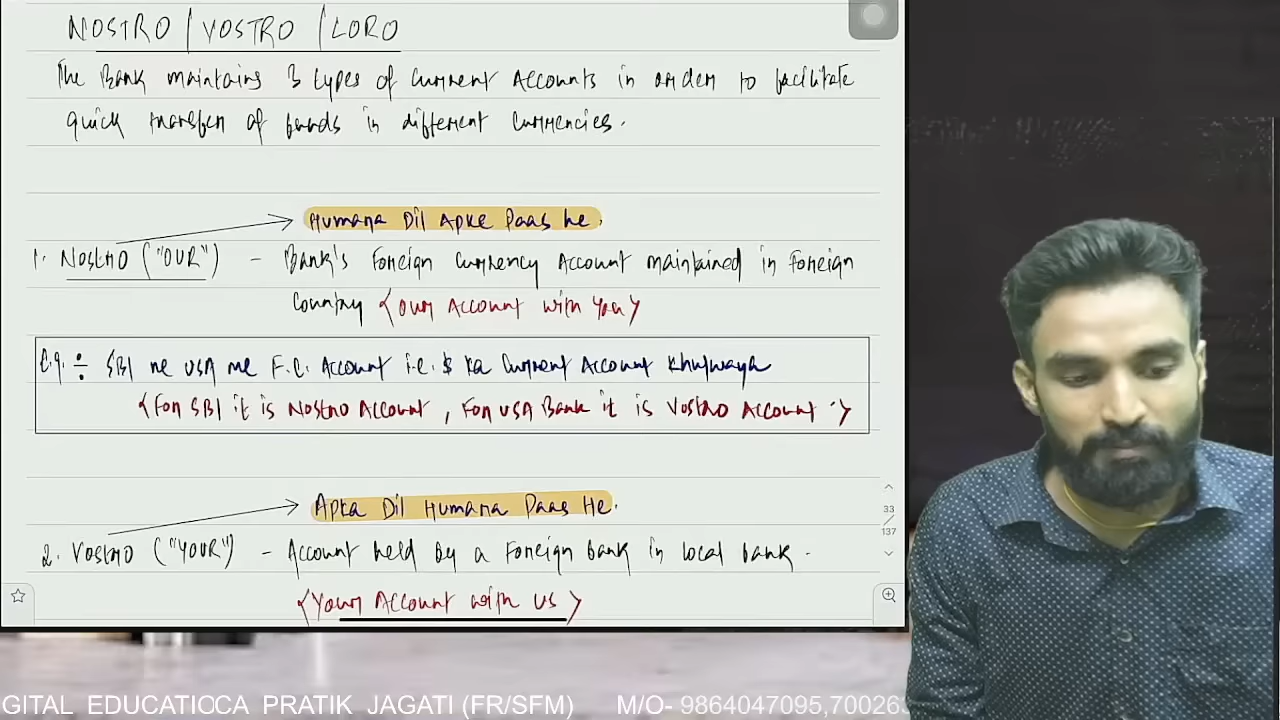 NOSTRO / VOSTRO / LORO
The Bank maintains 3 types of Current Accounts in order to facilitate
quick transfer of funds in different Currencies.
Humara Dil Apke Paas he.
1. Nostro ("OUR") - Bank's Foreign Currency Account maintained in foreign
Country <Our Account with You>
E.g. ÷ SBI ne USA me F.C. Account i.e. $ ka Current Account Khulwaya
<For SBI it is Nostro Account, For USA Bank it is Vostro Account.>
Apka Dil Humara Paas He.
2. Vostro ("YOUR") - Account held by a Foreign bank in local bank.
<Your Account with us>
33
137
GITAL EDUCATIOCA PRATIK JAGATI (FR/SFM) M/O- 9864047095,70026